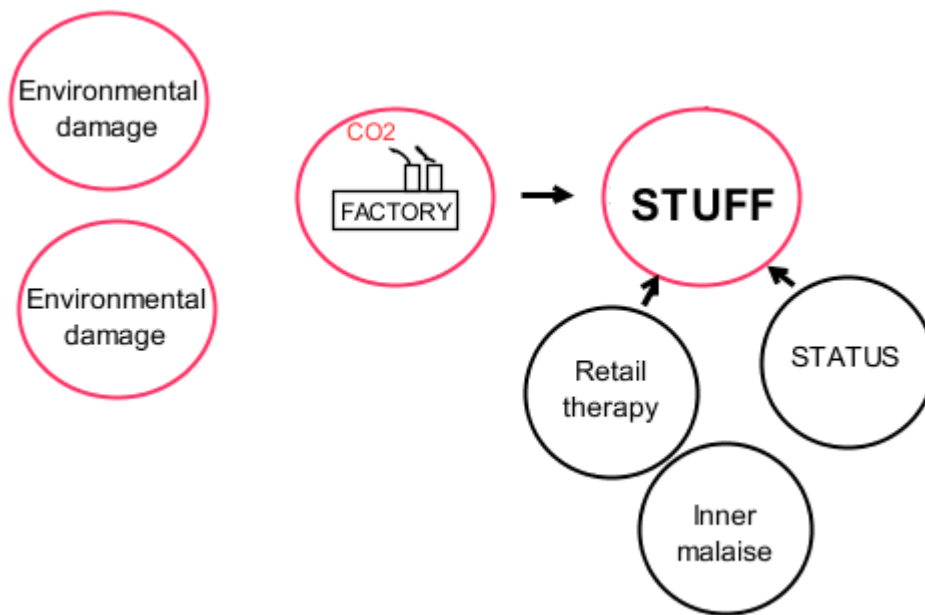 Environmental
damage
CO2
FACTORY
STUFF
Environmental
damage
Retail
therapy
STATUS
Inner
malaise